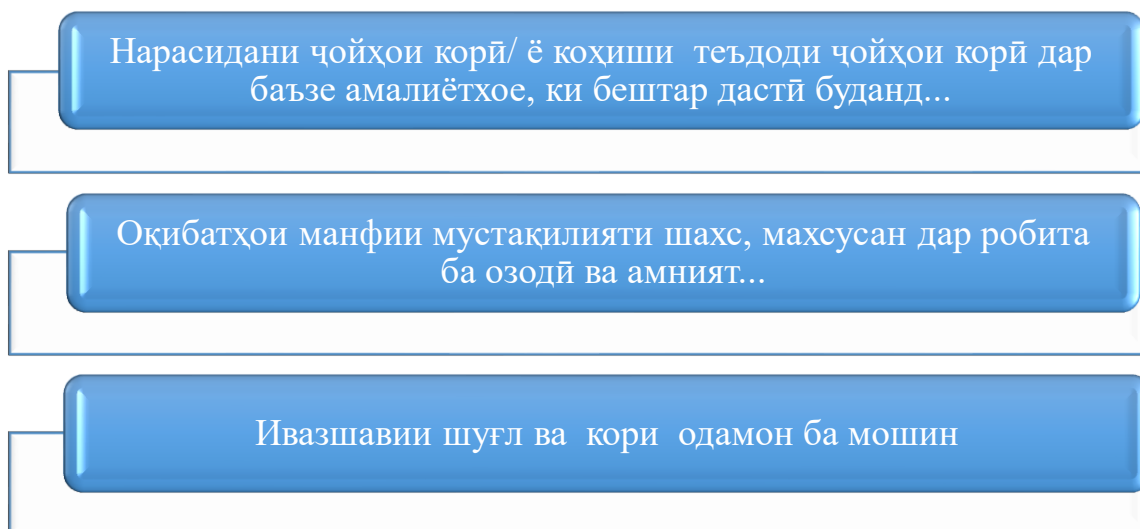 Нарасидани ҷойҳои корӣ/ ё коҳиши теъдоди ҷойҳои корӣ дар
баъзе амалиётхое, ки бештар дастӣ буданд...
Оқибатҳои манфии мустақилияти шахс, махсусан дар робита
ба озодӣ ва амният...
Ивазшавии шуғл ва кори одамон ба мошин